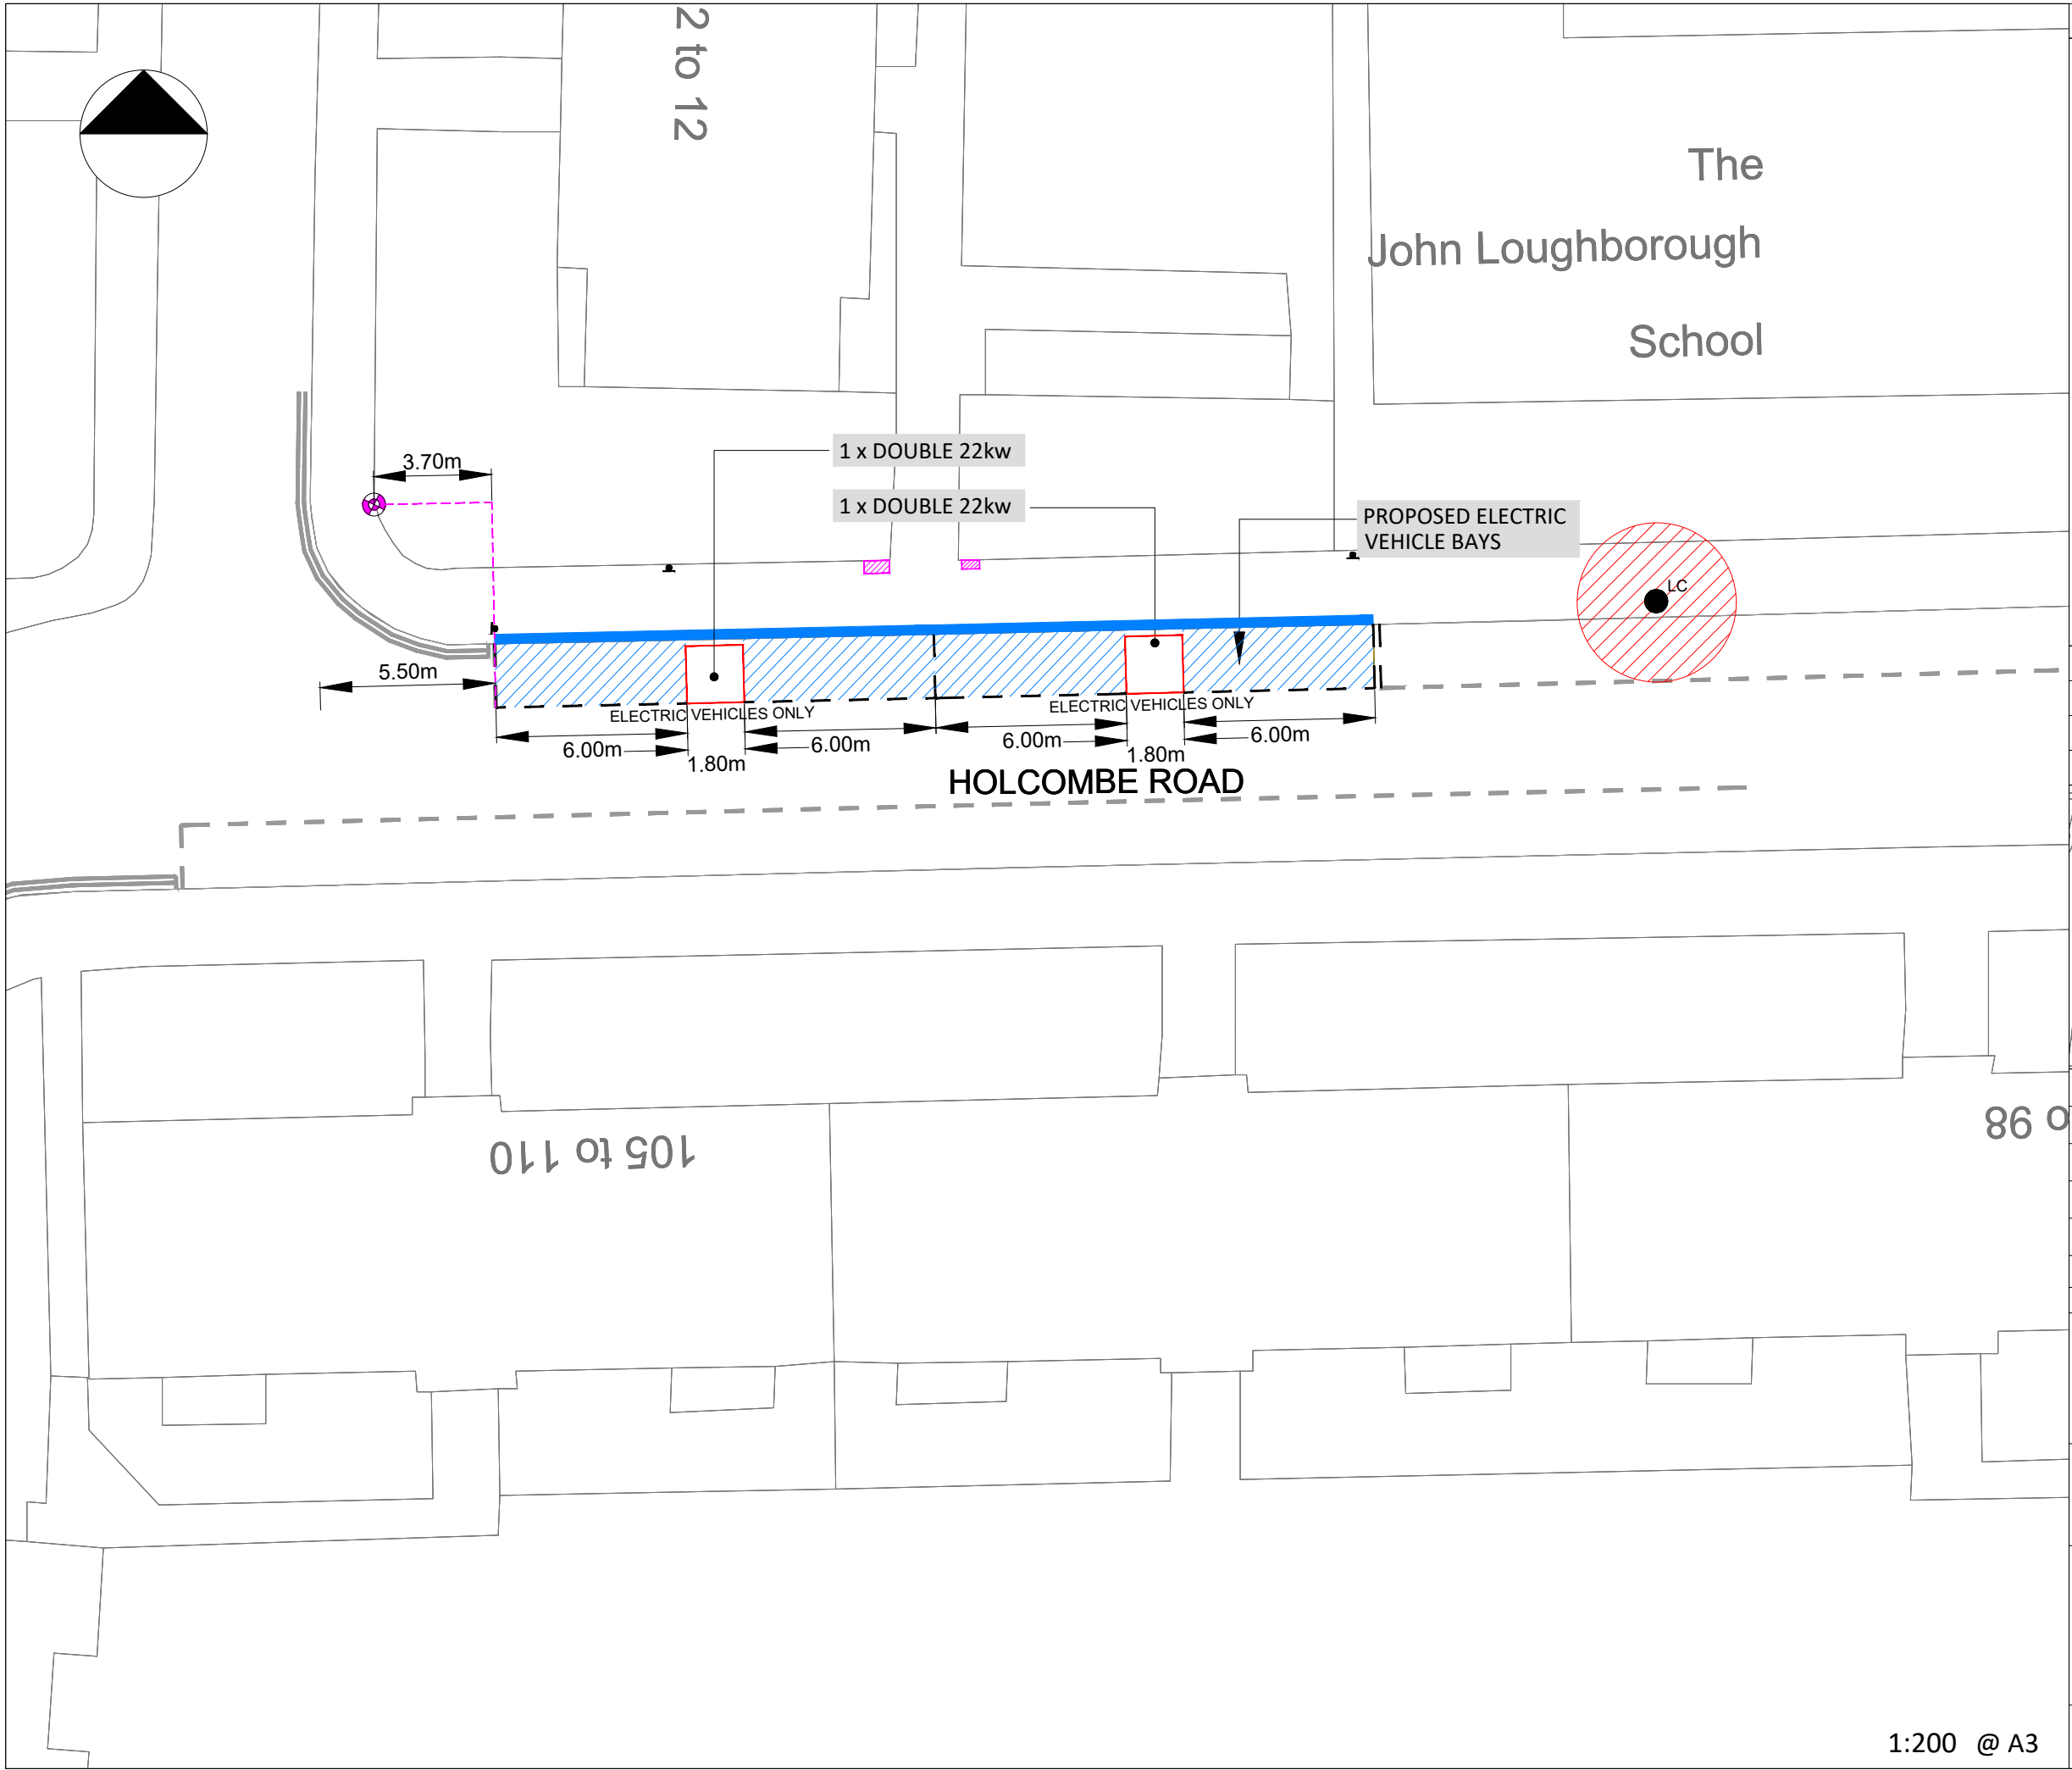 2 to 12
The
John Loughborough
School
1 x DOUBLE 22kw
3.70m
1 x DOUBLE 22kw
PROPOSED ELECTRIC
VEHICLE BAYS
LC
5.50m
ELECTRIC VEHICLES ONLY
ELECTRIC VEHICLES ONLY
6.00m
1.80m
6.00m
6.00m
1.80m
6.00m
HOLCOMBE ROAD
105 to 110
o 98
1:200 @ A3